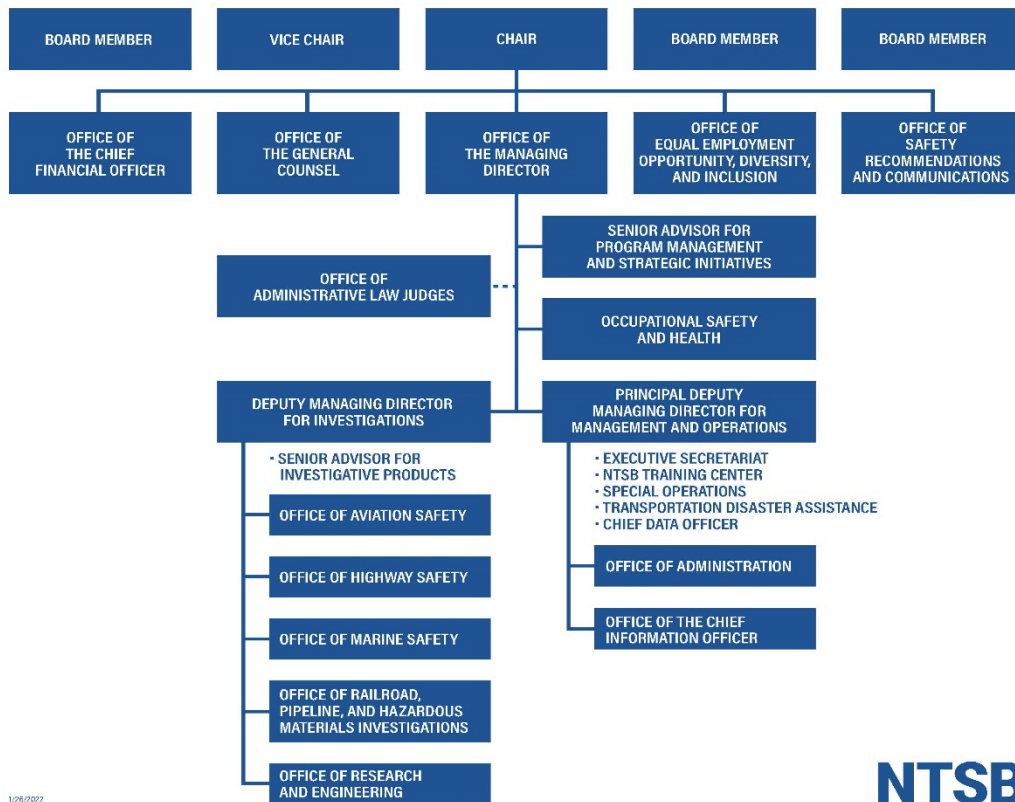 BOARD MEMBER
VICE CHAIR
CHAIR
BOARD MEMBER
BOARD MEMBER
OFFICE OF
THE CHIEF
FINANCIAL OFFICER
OFFICE OF
THE GENERAL
COUNSEL
OFFICE OF
THE MANAGING
DIRECTOR
OFFICE OF
EQUAL EMPLOYMENT
OPPORTUNITY, DIVERSITY,
AND INCLUSION
OFFICE OF
SAFETY
RECOMMENDATIONS
AND COMMUNICATIONS
SENIOR ADVISOR FOR
PROGRAM MANAGEMENT
AND STRATEGIC INITIATIVES
OFFICE OF
ADMINISTRATIVE LAW JUDGES
OCCUPATIONAL SAFETY
AND HEALTH
DEPUTY MANAGING DIRECTOR
FOR INVESTIGATIONS
· SENIOR ADVISOR FOR
INVESTIGATIVE PRODUCTS
OFFICE OF AVIATION SAFETY
OFFICE OF HIGHWAY SAFETY
OFFICE OF MARINE SAFETY
OFFICE OF RAILROAD,
PIPELINE, AND HAZARDOUS
MATERIALS INVESTIGATIONS
OFFICE OF RESEARCH
AND ENGINEERING
PRINCIPAL DEPUTY
MANAGING DIRECTOR FOR
MANAGEMENT AND OPERATIONS
· EXECUTIVE SECRETARIAT
· NTSB TRAINING CENTER
· SPECIAL OPERATIONS
· TRANSPORTATION DISASTER ASSISTANCE
· CHIEF DATA OFFICER
OFFICE OF ADMINISTRATION
OFFICE OF THE CHIEF
INFORMATION OFFICER
1/26/2022
NTSB